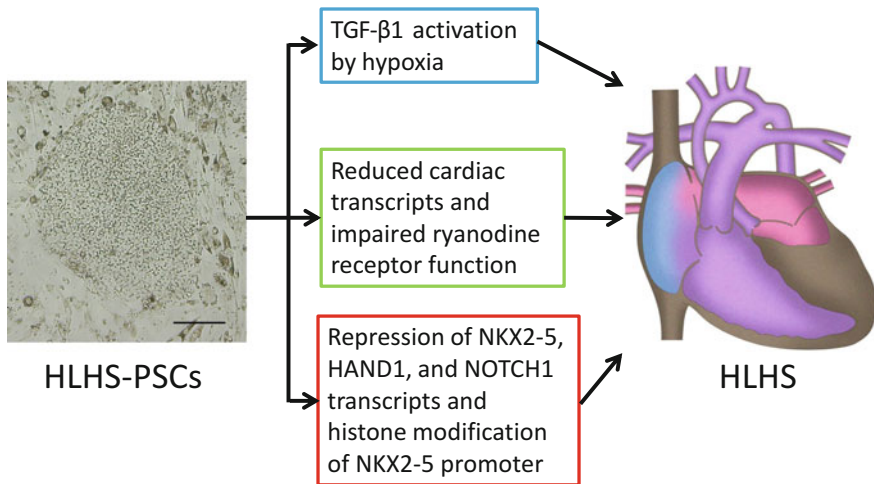 TGF-β1 activation
by hypoxia
Reduced cardiac
transcripts and
impaired ryanodine
receptor function
Repression of NKX2-5,
HAND1, and NOTCH1
transcripts and
histone modification
of NKX2-5 promoter
HLHS-PSCs
HLHS